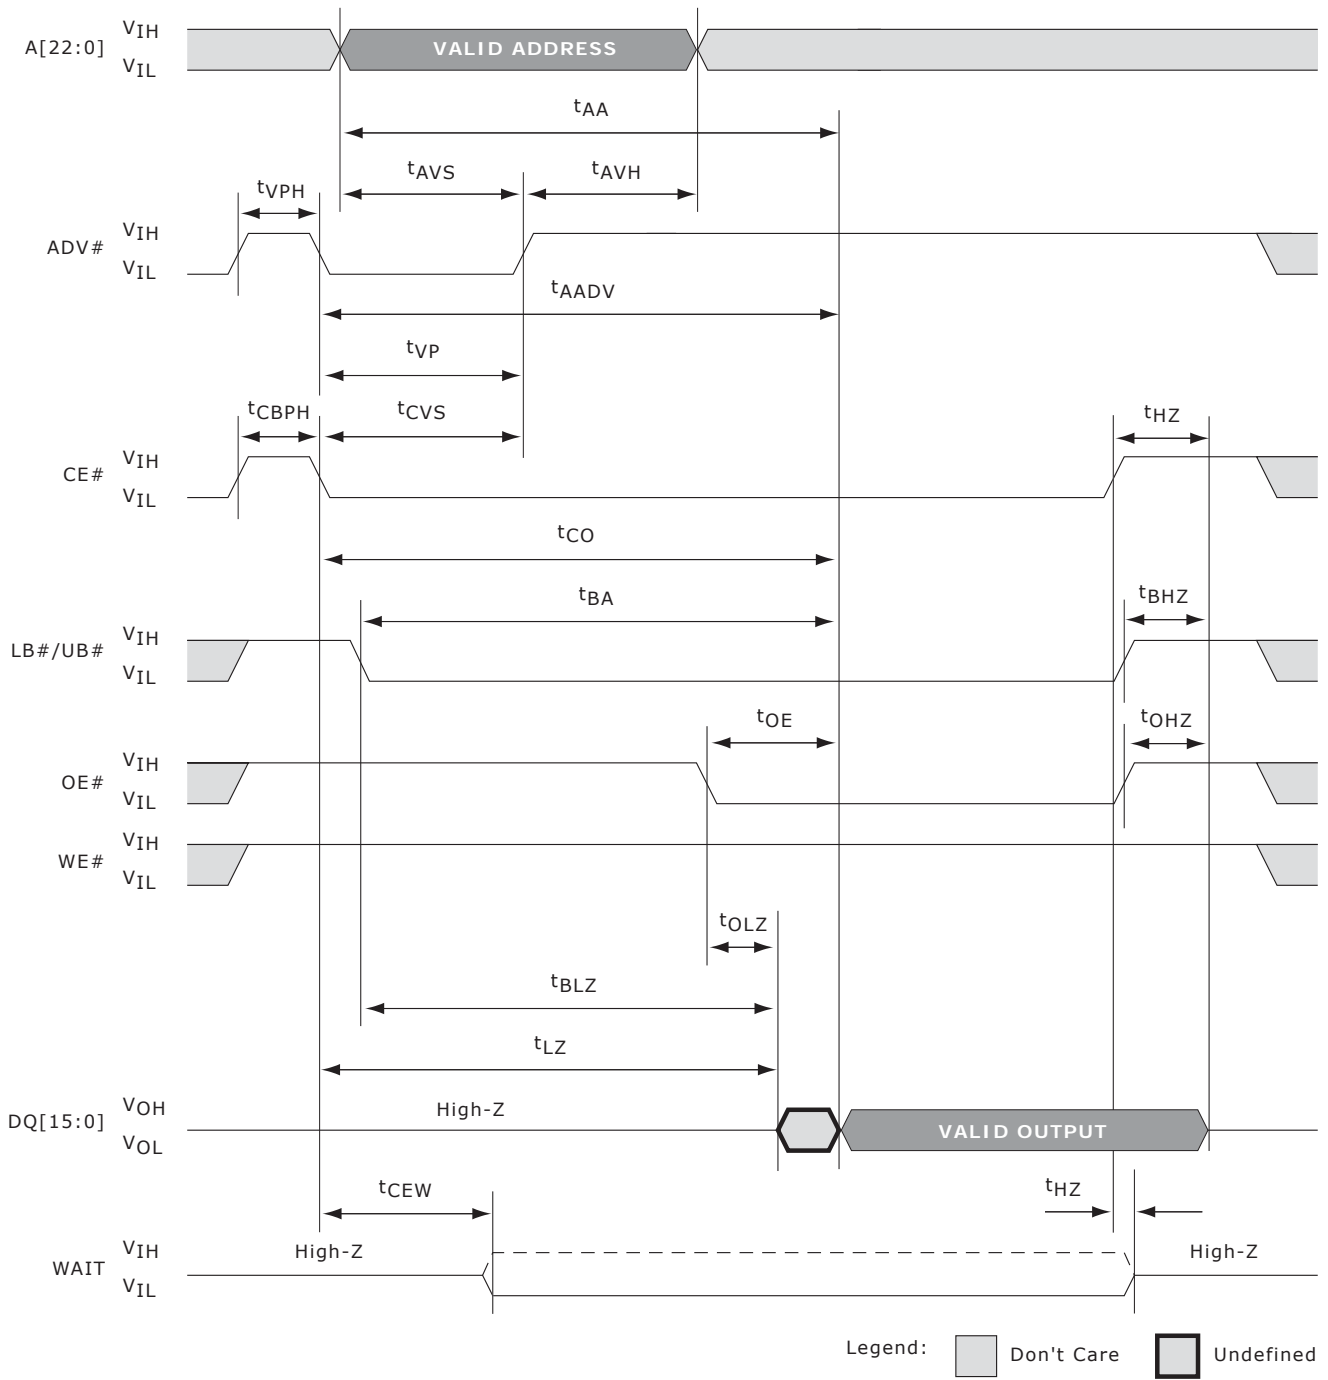 A[22:0]
VIH
VIL
VALID ADDRESS
tAA
tAVS
tAVH
tVPH
ADV#
VIH
VIL
tAADV
tVP
tCBPH
tCVS
tHZ
CE#
VIH
VIL
tCO
tBA
tBHZ
LB#/UB#
VIH
VIL
tOE
tOHZ
OE#
VIH
VIL
WE#
VIH
VIL
tOLZ
tBLZ
tLZ
DQ[15:0]
VOH
VOL
High-Z
VALID OUTPUT
tCEW
tHZ
WAIT
VIH
VIL
High-Z
High-Z
Legend:
Don't Care
Undefined